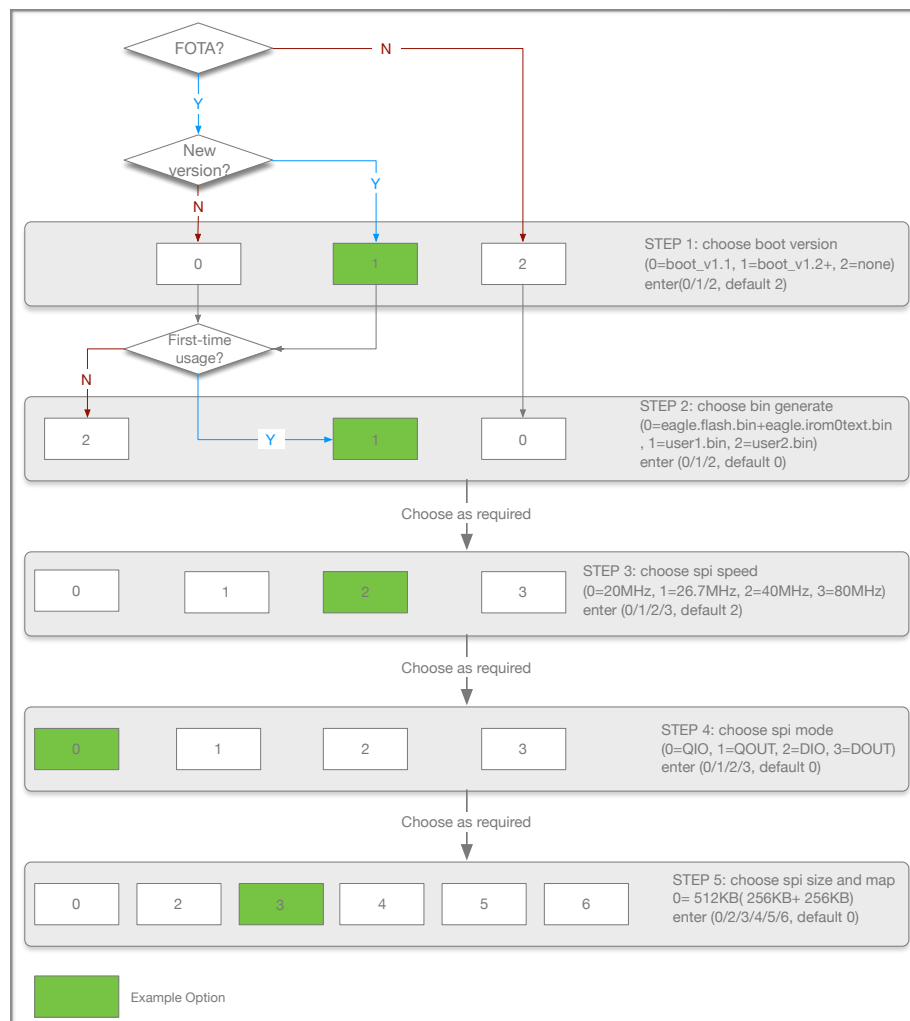 FOTA?
N
Y
New
version?
Y
N
0
1
2
STEP 1: choose boot version
(0=boot_v1.1, 1=boot_v1.2+, 2=none)
enter(0/1/2, default 2)
First-time
usage?
N
Y
2
1
0
STEP 2: choose bin generate
(0=eagle.flash.bin+eagle.irom0text.bin
, 1=user1.bin, 2=user2.bin)
enter (0/1/2, default 0)
Choose as required
0
1
2
3
STEP 3: choose spi speed
(0=20MHz, 1=26.7MHz, 2=40MHz, 3=80MHz)
enter (0/1/2/3, default 2)
Choose as required
0
1
2
3
STEP 4: choose spi mode
(0=QIO, 1=QOUT, 2=DIO, 3=DOUT)
enter (0/1/2/3, default 0)
Choose as required
0
2
3
4
5
6
STEP 5: choose spi size and map
0= 512KB( 256KB+ 256KB)
enter (0/2/3/4/5/6, default 0)
Example Option